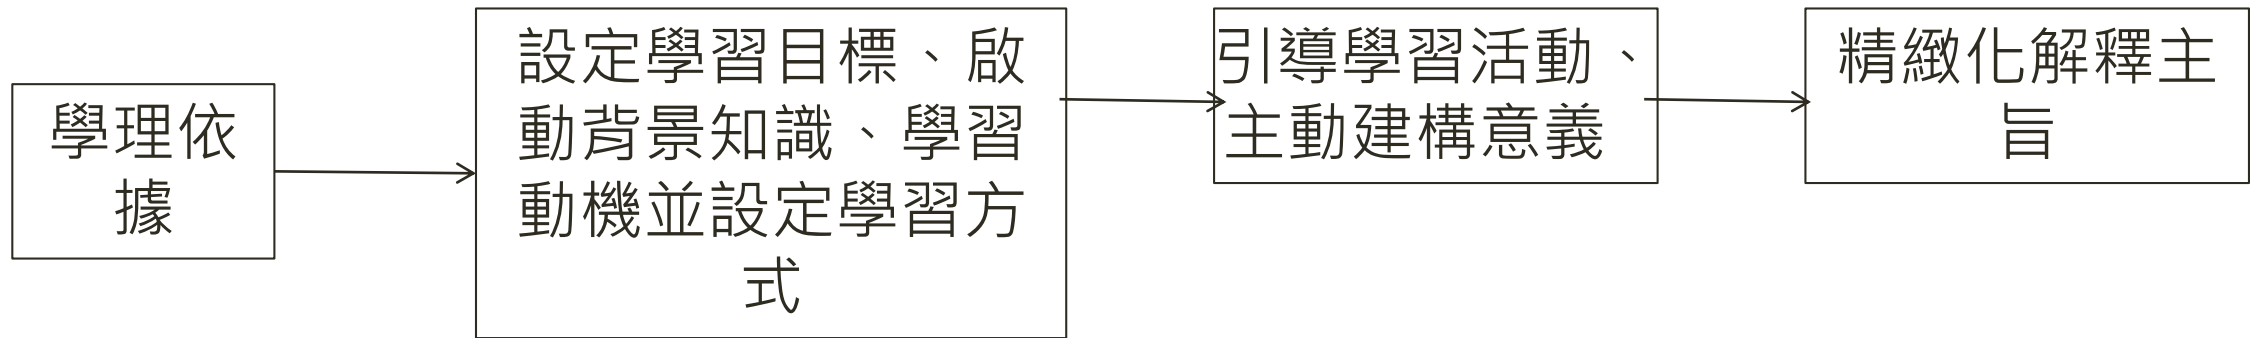 學理依
據
設定學習目標、啟
動背景知識、學習
動機並設定學習方
式
引導學習活動、
主動建構意義
精緻化解釋主
旨